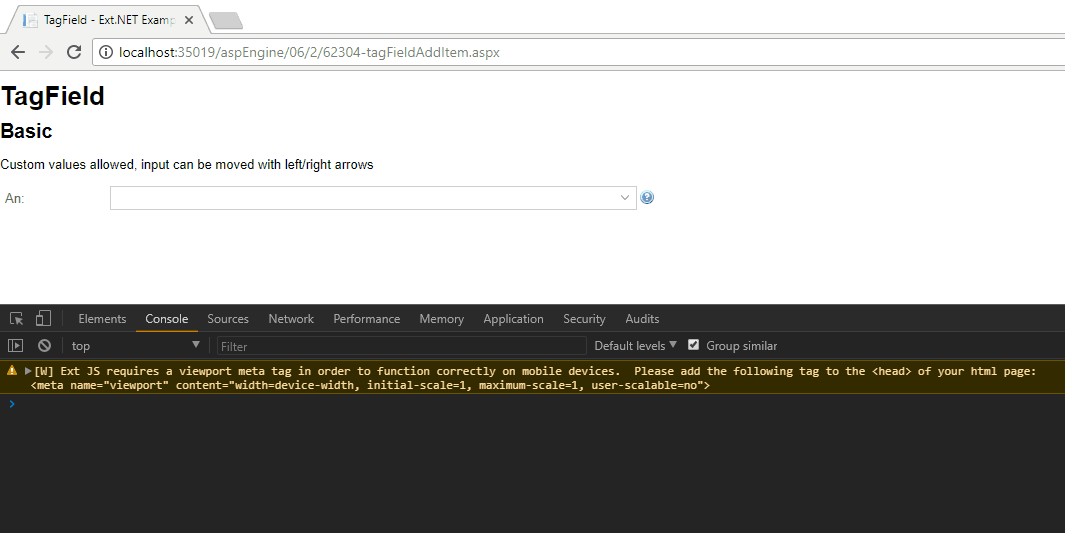 TagField - Ext.NET Examp
localhost:35019/aspEngine/06/2/62304-tagFieldAddItem.aspx
TagField
Basic
Custom values allowed, input can be moved with left/right arrows
An:
Elements Console Sources Network Performance Memory Application Security Audits
top Filter Default levels Group similar
[W] Ext JS requires a viewport meta tag in order to function correctly on mobile devices.  Please add the following tag to the <head> of your html page:
<meta name="viewport" content="width=device-width, initial-scale=1, maximum-scale=1, user-scalable=no">